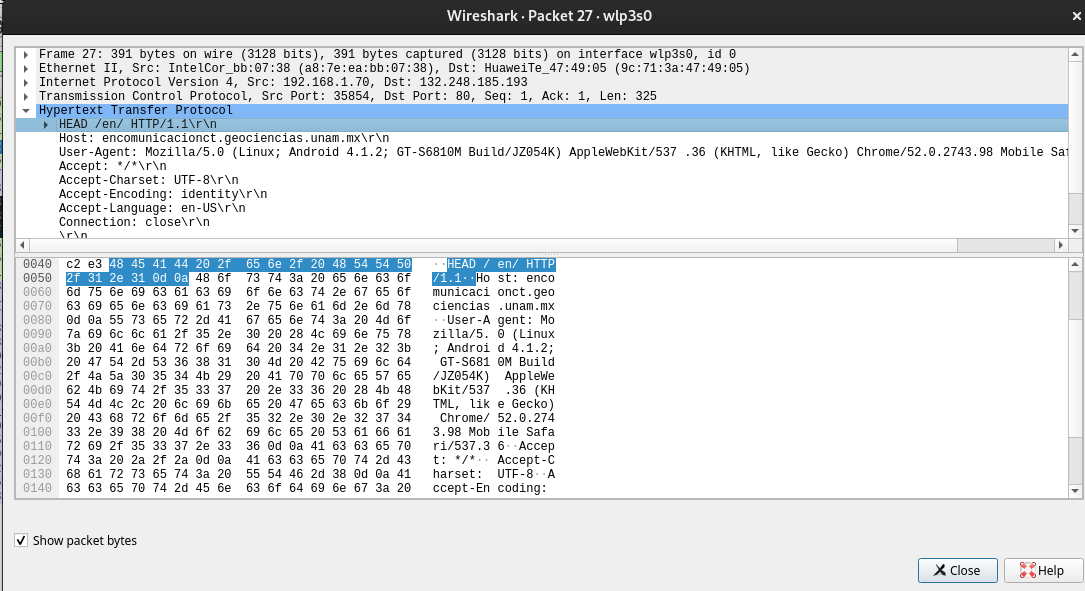 Wireshark · Packet 27 · wlp3s0
Frame 27: 391 bytes on wire (3128 bits), 391 bytes captured (3128 bits) on interface wlp3s0, id 0
Ethernet II, Src: IntelCor_bb:07:38 (a8:7e:ea:bb:07:38), Dst: HuaweiTe_47:49:05 (9c:71:3a:47:49:05)
Internet Protocol Version 4, Src: 192.168.1.70, Dst: 132.248.185.193
Transmission Control Protocol, Src Port: 35854, Dst Port: 80, Seq: 1, Ack: 1, Len: 325
Hypertext Transfer Protocol
HEAD /en/ HTTP/1.1\r\n
Host: encomunicacionct.geociencias.unam.mx\r\n
User-Agent: Mozilla/5.0 (Linux; Android 4.1.2; GT-S6810M Build/JZ054K) AppleWebKit/537 .36 (KHTML, like Gecko) Chrome/52.0.2743.98 Mobile Saf
Accept: */*\r\n
Accept-Charset: UTF-8\r\n
Accept-Encoding: identity\r\n
Accept-Language: en-US\r\n
Connection: close\r\n
\r\n
0040 c2 e3 48 45 41 44 20 2f 65 6e 2f 20 48 54 54 50 ··HEAD / en/ HTTP
0050 2f 31 2e 31 0d 0a 48 6f 73 74 3a 20 65 6e 63 6f /1.1··Ho st: enco
0060 6d 75 6e 69 63 61 63 69 6f 6e 63 74 2e 67 65 6f municaci onct.geo
0070 63 69 65 6e 63 69 61 73 2e 75 6e 61 6d 2e 6d 78 ciencias .unam.mx
0080 0d 0a 55 73 65 72 2d 41 67 65 6e 74 3a 20 4d 6f ··User-A gent: Mo
0090 7a 69 6c 6c 61 2f 35 2e 30 20 28 4c 69 6e 75 78 zilla/5. 0 (Linux
00a0 3b 20 41 6e 64 72 6f 69 64 20 34 2e 31 2e 32 3b ; Androi d 4.1.2;
00b0 20 47 54 2d 53 36 38 31 30 4d 20 42 75 69 6c 64 GT-S681 0M Build
00c0 2f 4a 5a 30 35 34 4b 29 20 41 70 70 6c 65 57 65 /JZ054K) AppleWe
00d0 62 4b 69 74 2f 35 33 37 20 2e 33 36 20 28 4b 48 bKit/537 .36 (KH
00e0 54 4d 4c 2c 20 6c 69 6b 65 20 47 65 63 6b 6f 29 TML, lik e Gecko)
00f0 20 43 68 72 6f 6d 65 2f 35 32 2e 30 2e 32 37 34 Chrome/ 52.0.274
0100 33 2e 39 38 20 4d 6f 62 69 6c 65 20 53 61 66 61 3.98 Mob ile Safa
0110 72 69 2f 35 33 37 2e 33 36 0d 0a 41 63 63 65 70 ri/537.3 6··Accep
0120 74 3a 20 2a 2f 2a 0d 0a 41 63 63 65 70 74 2d 43 t: */*·· Accept-C
0130 68 61 72 73 65 74 3a 20 55 54 46 2d 38 0d 0a 41 harset: UTF-8··A
0140 63 63 65 70 74 2d 45 6e 63 6f 64 69 6e 67 3a 20 ccept-En coding:
Show packet bytes
Close
Help